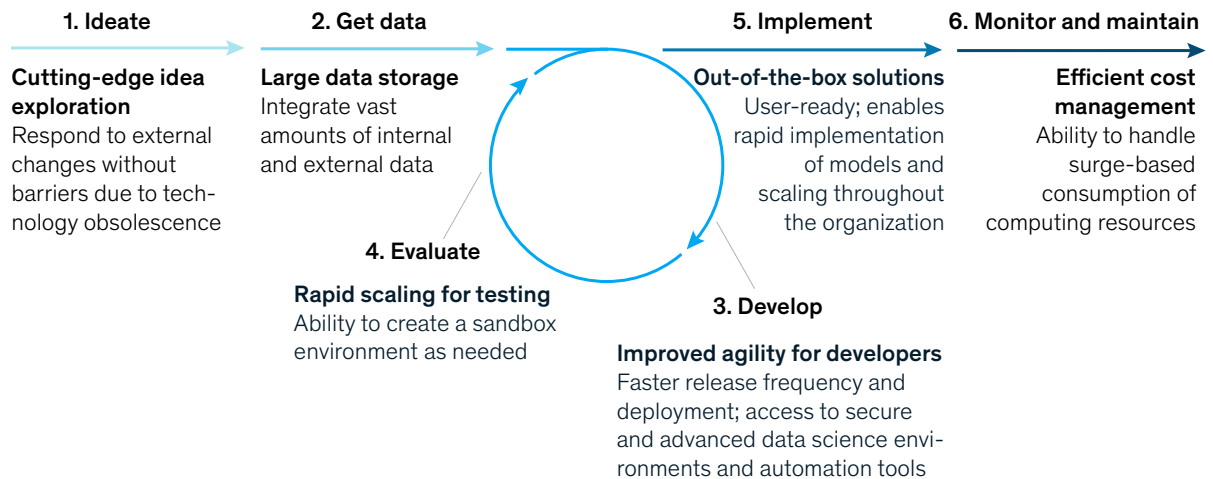 1. Ideate
Cutting-edge idea
exploration
Respond to external
changes without
barriers due to tech-
nology obsolescence
2. Get data
Large data storage
Integrate vast
amounts of internal
and external data
3. Develop
Improved agility for developers
Faster release frequency and
deployment; access to secure
and advanced data science envi-
ronments and automation tools
4. Evaluate
Rapid scaling for testing
Ability to create a sandbox
environment as needed
5. Implement
Out-of-the-box solutions
User-ready; enables
rapid implementation
of models and
scaling throughout
the organization
6. Monitor and maintain
Efficient cost
management
Ability to handle
surge-based
consumption of
computing resources